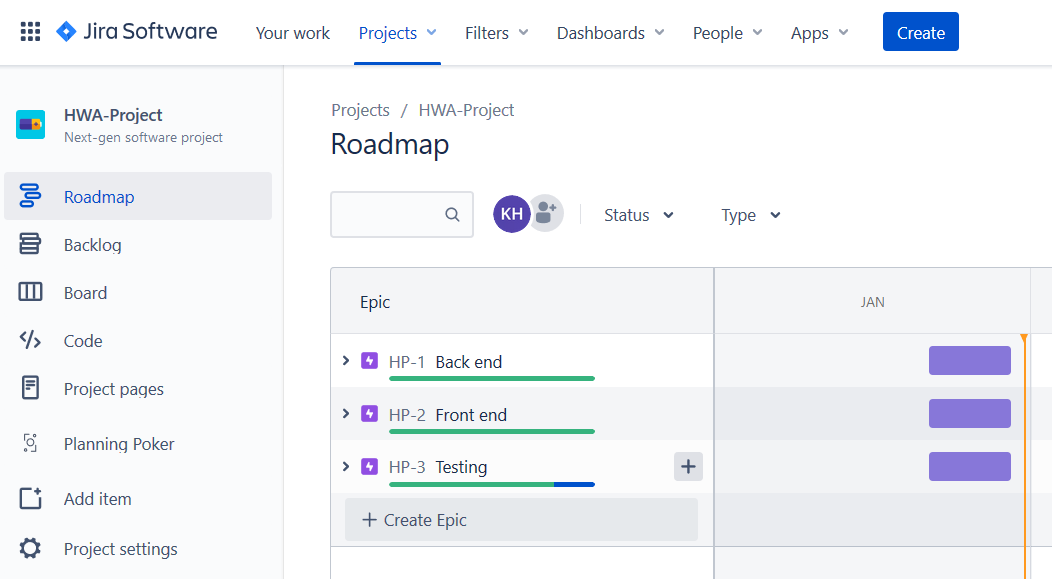 Jira Software Your work Projects Filters Dashboards People Apps Create
HWA-Project
Next-gen software project
Roadmap
Backlog
Board
Code
Project pages
Planning Poker
Add item
Project settings
Projects / HWA-Project
Roadmap
KH Status Type
Epic JAN
HP-1 Back end
HP-2 Front end
HP-3 Testing +
+ Create Epic